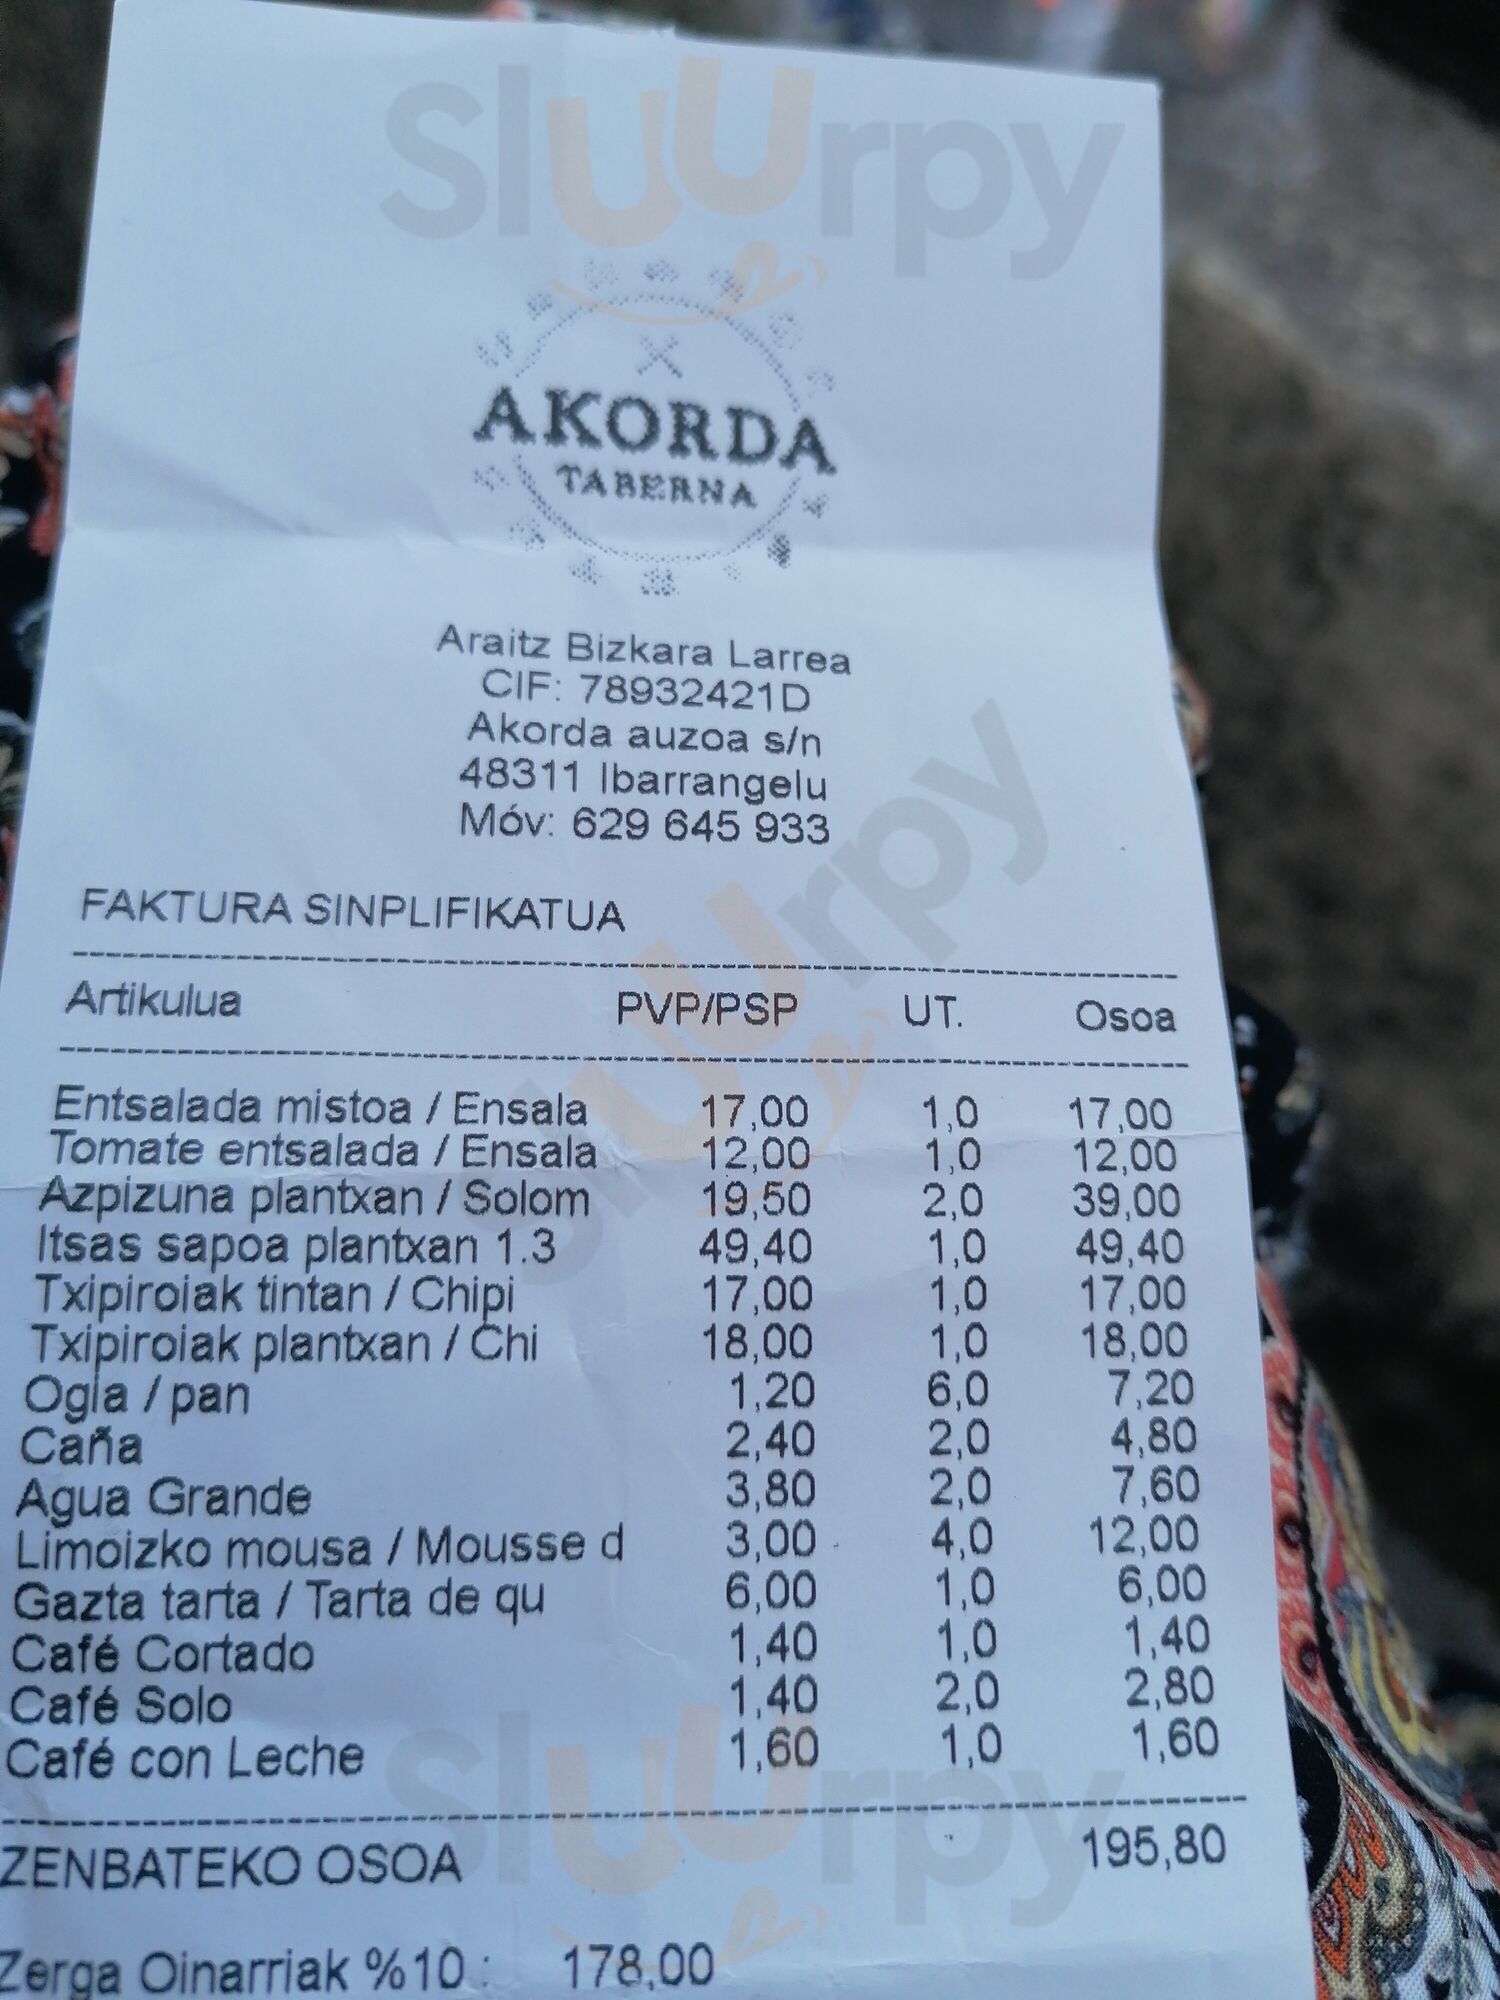 Sluurpy
AKORDA
TABERNA
Araitz Bizkara Larrea
CIF: 78932421D
Akorda auzoa s/n
48311 Ibarrangelu
Móv: 629 645 933
Sluurpy
FAKTURA SINPLIFIKATUA
Artikulua PVP/PSP UT. Osoa
Entsalada mistoa / Ensala 17,00 1,0 17,00
Tomate entsalada / Ensala 12,00 1,0 12,00
Azpizuna plantxan / Solom 19,50 2,0 39,00
Itsas sapoa plantxan 1.3 49,40 1,0 49,40
Txipiroiak tintan / Chipi 17,00 1,0 17,00
Txipiroiak plantxan / Chi 18,00 1,0 18,00
Ogia / pan 1,20 6,0 7,20
Caña 2,40 2,0 4,80
Agua Grande 3,80 2,0 7,60
Limoizko mousa / Mousse d 3,00 4,0 12,00
Gazta tarta / Tarta de qu 6,00 1,0 6,00
Café Cortado 1,40 1,0 1,40
Café Solo 1,40 2,0 2,80
Café con Leche 1,60 1,0 1,60
Sluurpy
ZENBATEKO OSOA 195,80
Zerga Oinarriak %10 : 178,00